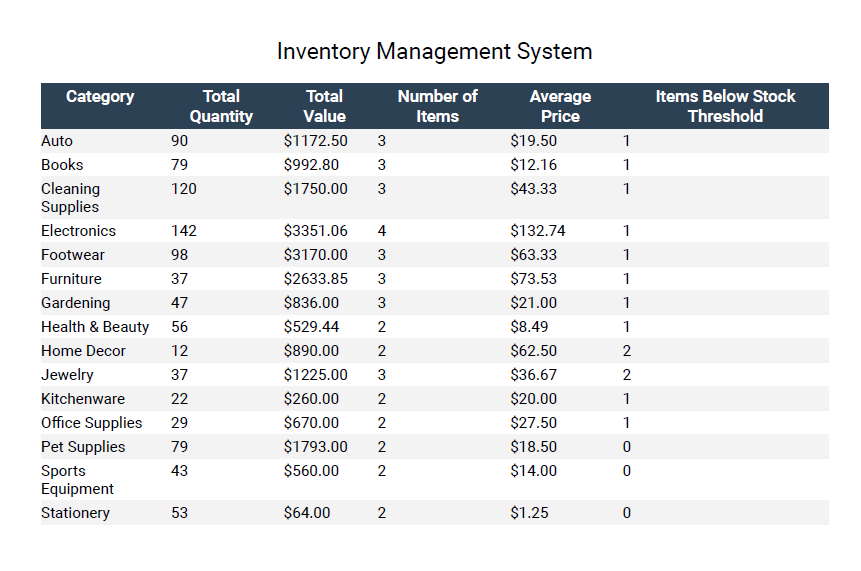 Inventory Management System
Category Total Quantity Total Value Number of Items Average Price Items Below Stock Threshold
Auto 90 $1172.50 3 $19.50 1
Books 79 $992.80 3 $12.16 1
Cleaning Supplies 120 $1750.00 3 $43.33 1
Electronics 142 $3351.06 4 $132.74 1
Footwear 98 $3170.00 3 $63.33 1
Furniture 37 $2633.85 3 $73.53 1
Gardening 47 $836.00 3 $21.00 1
Health & Beauty 56 $529.44 2 $8.49 1
Home Decor 12 $890.00 2 $62.50 2
Jewelry 37 $1225.00 3 $36.67 2
Kitchenware 22 $260.00 2 $20.00 1
Office Supplies 29 $670.00 2 $27.50 1
Pet Supplies 79 $1793.00 2 $18.50 0
Sports Equipment 43 $560.00 2 $14.00 0
Stationery 53 $64.00 2 $1.25 0